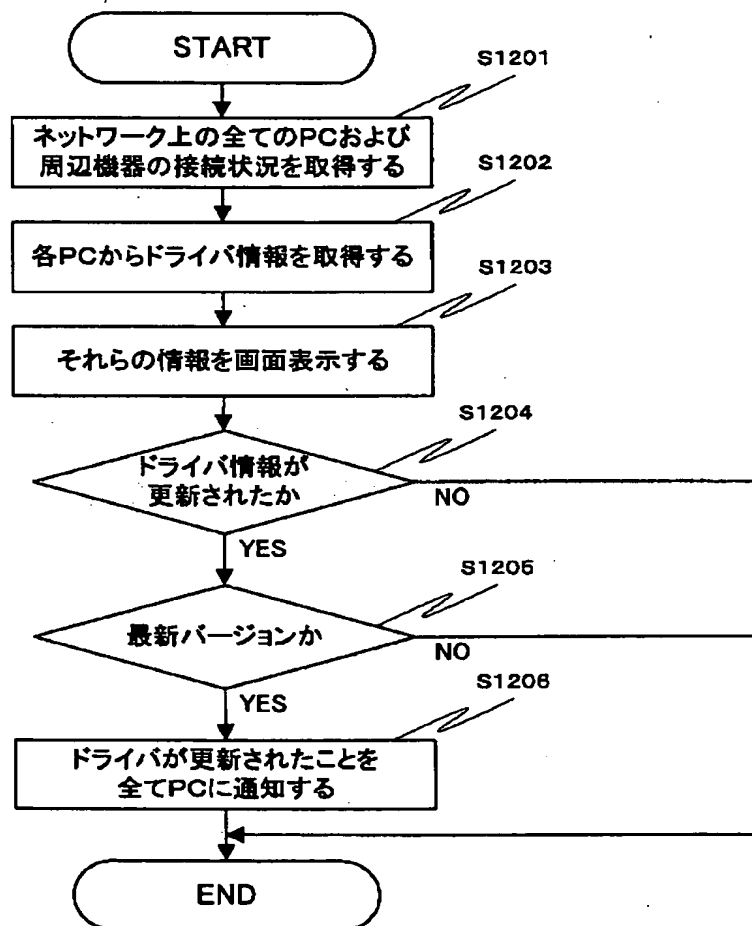 START
S1201
ネットワーク上の全てのPCおよび
周辺機器の接続状況を取得する
S1202
各PCからドライバ情報を取得する
S1203
それらの情報を画面表示する
S1204
ドライバ情報が
更新されたか
NO
YES
S1205
最新バージョンか
NO
YES
S1206
ドライバが更新されたことを
全てPCに通知する
END